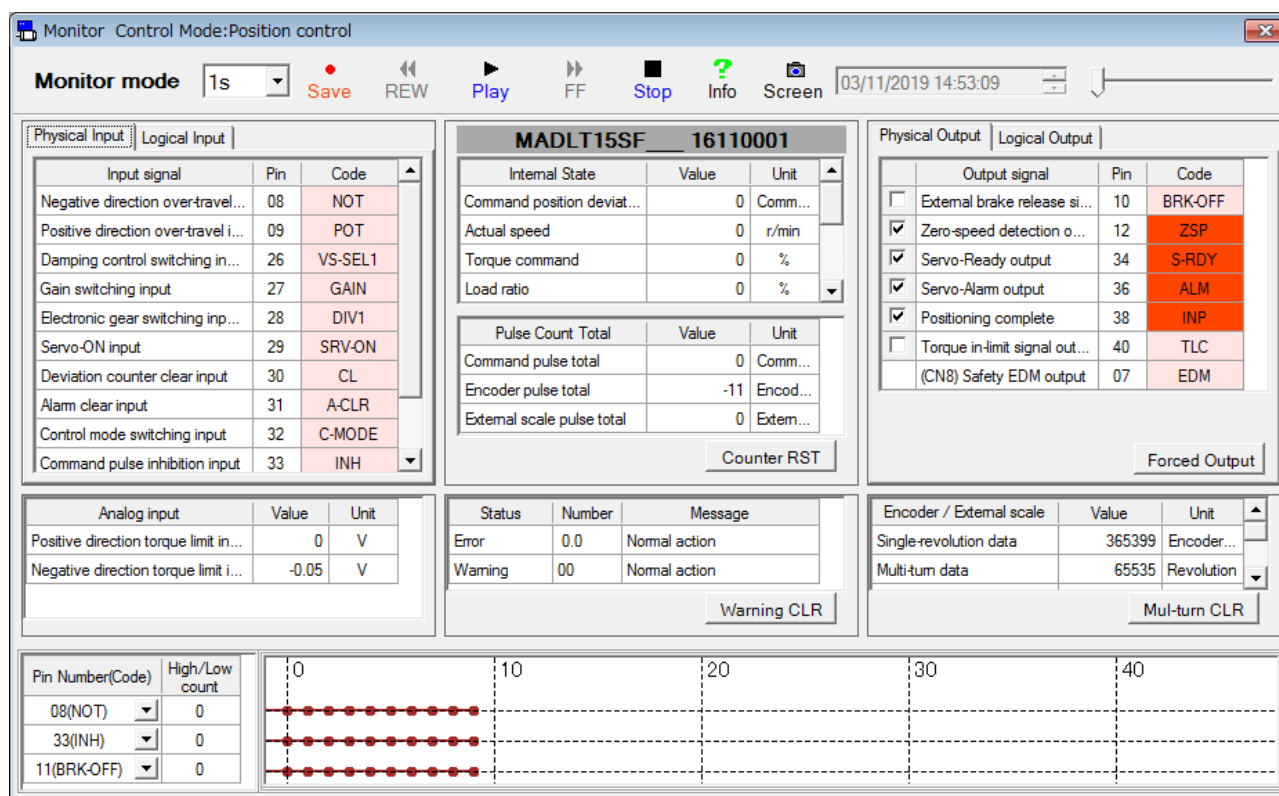 Monitor Control Mode:Position control
Monitor mode 1s Save REW Play FF Stop Info Screen 03/11/2019 14:53:09
Physical Input Logical Input
Input signal Pin Code
Negative direction over-travel... 08 NOT
Positive direction over-travel i... 09 POT
Damping control switching in... 26 VS-SEL1
Gain switching input 27 GAIN
Electronic gear switching inp... 28 DIV1
Servo-ON input 29 SRV-ON
Deviation counter clear input 30 CL
Alarm clear input 31 A-CLR
Control mode switching input 32 C-MODE
Command pulse inhibition input 33 INH
MADLT15SF___ 16110001
Internal State Value Unit
Command position deviat... 0 Comm...
Actual speed 0 r/min
Torque command 0 %
Load ratio 0 %
Pulse Count Total Value Unit
Command pulse total 0 Comm...
Encoder pulse total -11 Encod...
External scale pulse total 0 Extern...
Counter RST
Physical Output Logical Output
Output signal Pin Code
External brake release si... 10 BRK-OFF
Zero-speed detection o... 12 ZSP
Servo-Ready output 34 S-RDY
Servo-Alarm output 36 ALM
Positioning complete 38 INP
Torque in-limit signal out... 40 TLC
(CN8) Safety EDM output 07 EDM
Forced Output
Analog input Value Unit
Positive direction torque limit in... 0 V
Negative direction torque limit i... -0.05 V
Status Number Message
Error 0.0 Normal action
Warning 00 Normal action
Warning CLR
Encoder / External scale Value Unit
Single-revolution data 365399 Encoder...
Multi-turn data 65535 Revolution
Mul-turn CLR
Pin Number(Code) High/Low count
08(NOT) 0
33(INH) 0
11(BRK-OFF) 0
0 10 20 30 40